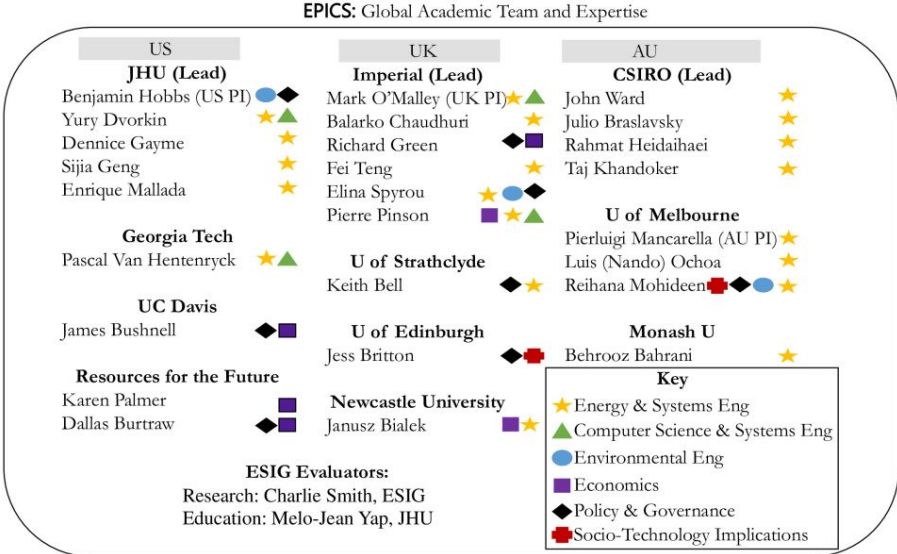 EPICS: Global Academic Team and Expertise
US
JHU (Lead)
Benjamin Hobbs (US PI)
Yury Dvorkin
Dennice Gayme
Sijia Geng
Enrique Mallada
Georgia Tech
Pascal Van Hentenryck
UC Davis
James Bushnell
Resources for the Future
Karen Palmer
Dallas Burtraw
UK
Imperial (Lead)
Mark O'Malley (UK PI)
Balarko Chaudhuri
Richard Green
Fei Teng
Elina Spyrou
Pierre Pinson
U of Strathclyde
Keith Bell
U of Edinburgh
Jess Britton
Newcastle University
Janusz Bialek
AU
CSIRO (Lead)
John Ward
Julio Braslavsky
Rahmat Heidaihaei
Taj Khandoker
U of Melbourne
Pierluigi Mancarella (AU PI)
Luis (Nando) Ochoa
Reihana Mohideen
Monash U
Behrooz Bahrani
Key
Energy & Systems Eng
Computer Science & Systems Eng
Environmental Eng
Economics
Policy & Governance
Socio-Technology Implications
ESIG Evaluators:
Research: Charlie Smith, ESIG
Education: Melo-Jean Yap, JHU